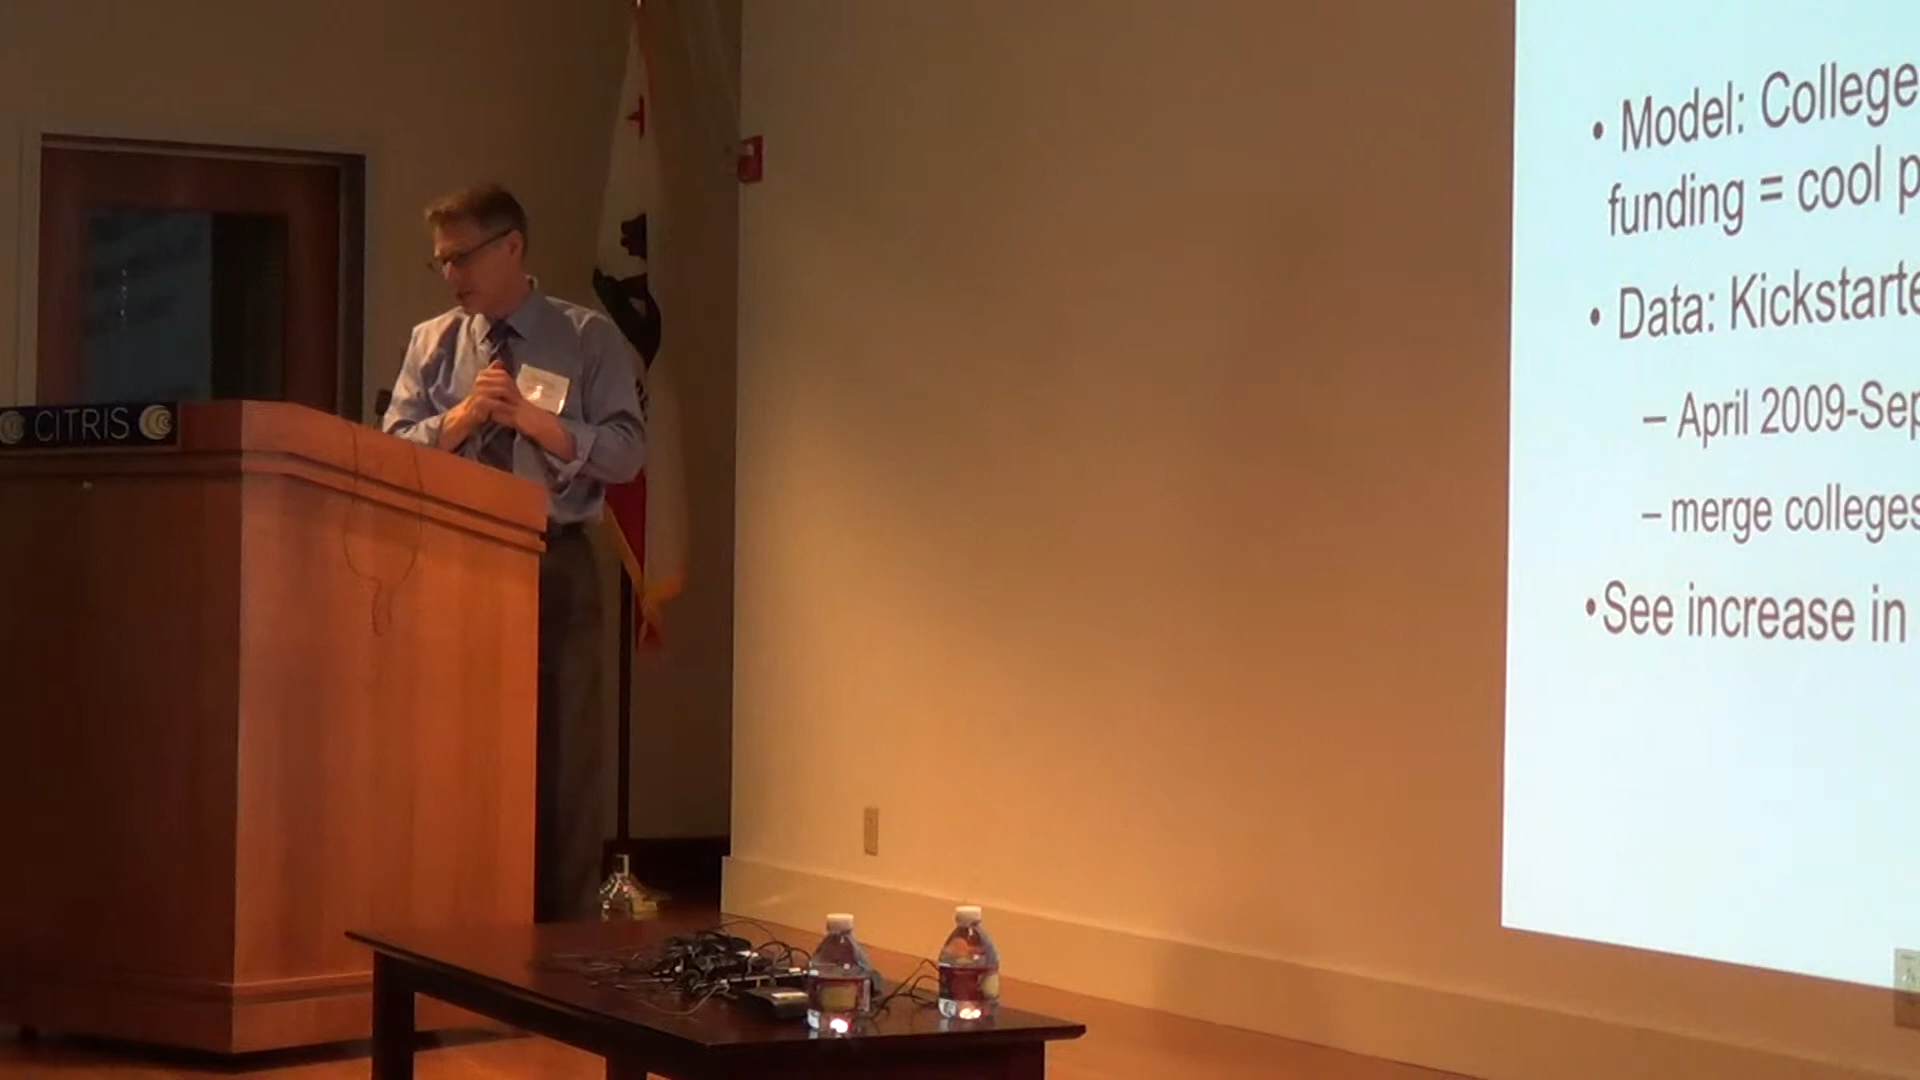 CITRIS
• Model: College
funding = cool p
• Data: Kickstarte
– April 2009-Sep
– merge colleges
• See increase in